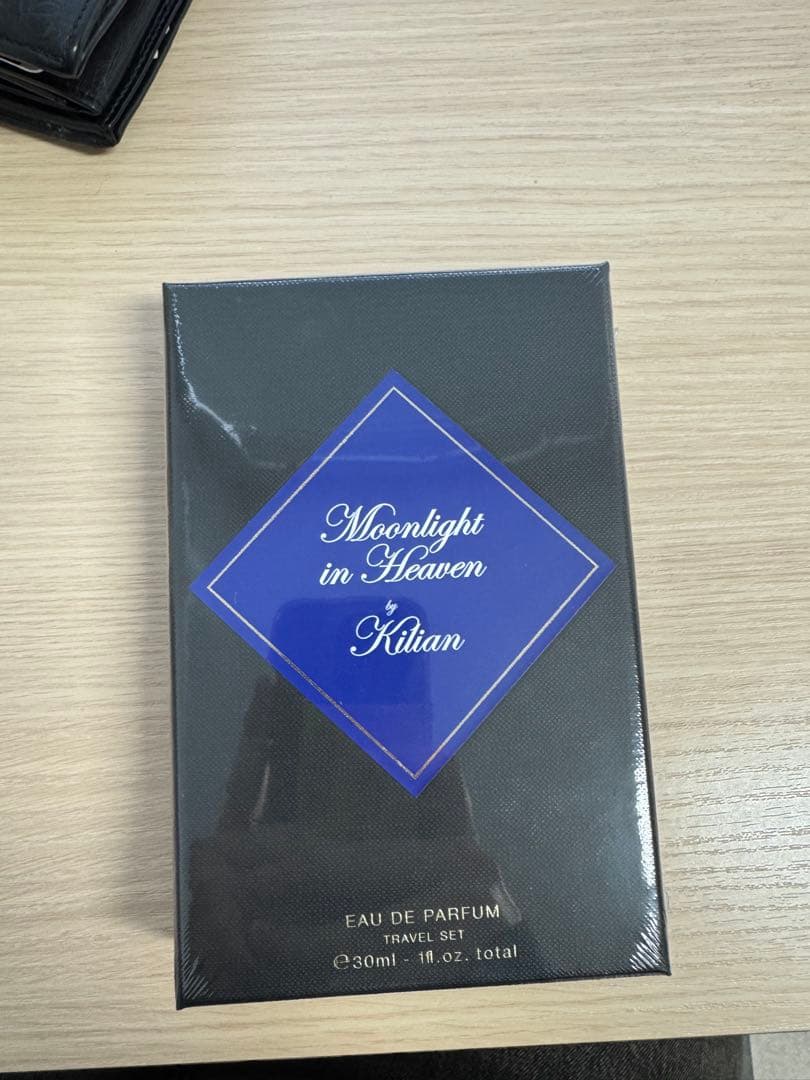 Moonlight
in Heaven
by
Kilian
EAU DE PARFUM
TRAVEL SET
℮30ml - 1fl.oz. total